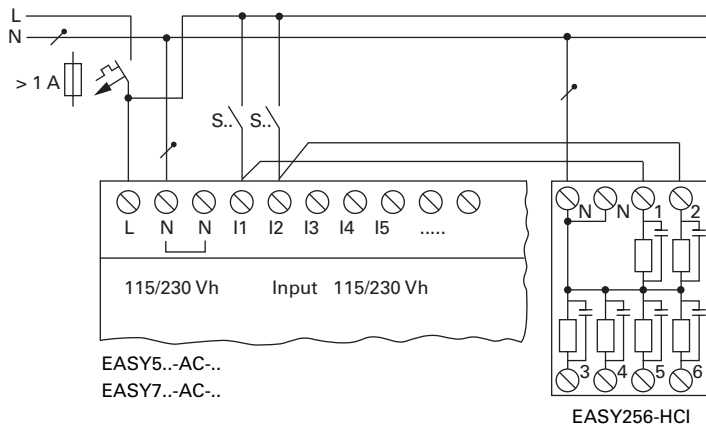 L
N
> 1 A
S.. S..
L N N I1 I2 I3 I4 I5 .....
N N 1 2
115/230 Vh Input 115/230 Vh
3 4 5 6
EASY5..-AC-..
EASY7..-AC-..
EASY256-HCI